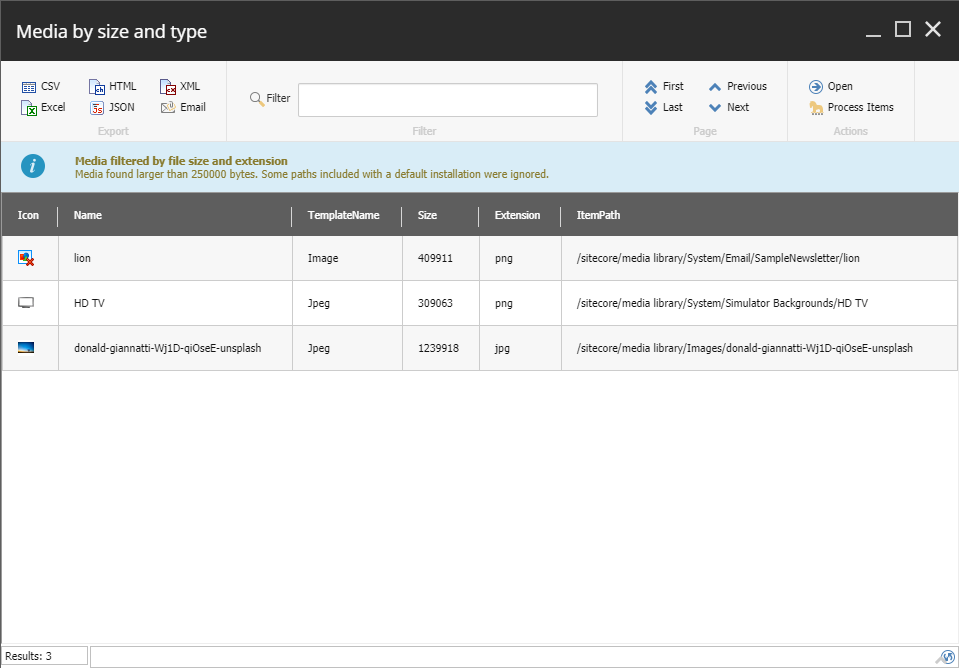 Media by size and type
CSV HTML XML
Excel JSON Email
Export
Filter
Filter
First Previous
Last Next
Page
Open
Process Items
Actions
Media filtered by file size and extension
Media found larger than 250000 bytes. Some paths included with a default installation were ignored.
Icon Name TemplateName Size Extension ItemPath
lion Image 409911 png /sitecore/media library/System/Email/SampleNewsletter/lion
HD TV Jpeg 309063 png /sitecore/media library/System/Simulator Backgrounds/HD TV
donald-giannatti-Wj1D-qiOseE-unsplash Jpeg 1239918 jpg /sitecore/media library/Images/donald-giannatti-Wj1D-qiOseE-unsplash
Results: 3